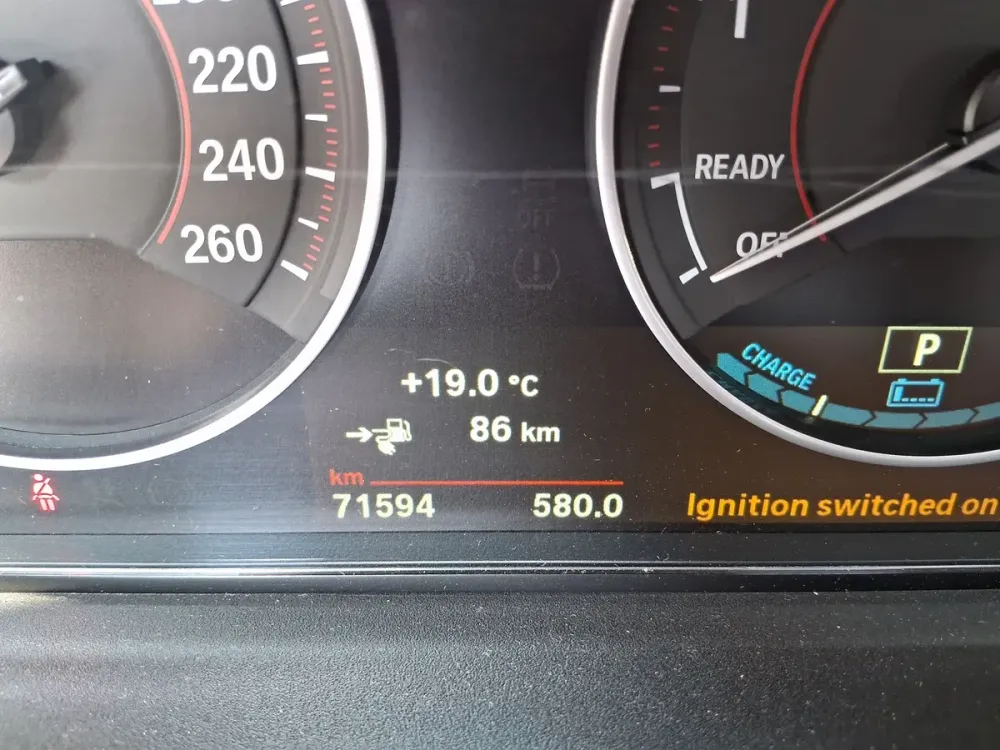 220
240
260
READY
OFF
+19.0 °C
86 km
km
71594 580.0
CHARGE
P
Ignition switched on